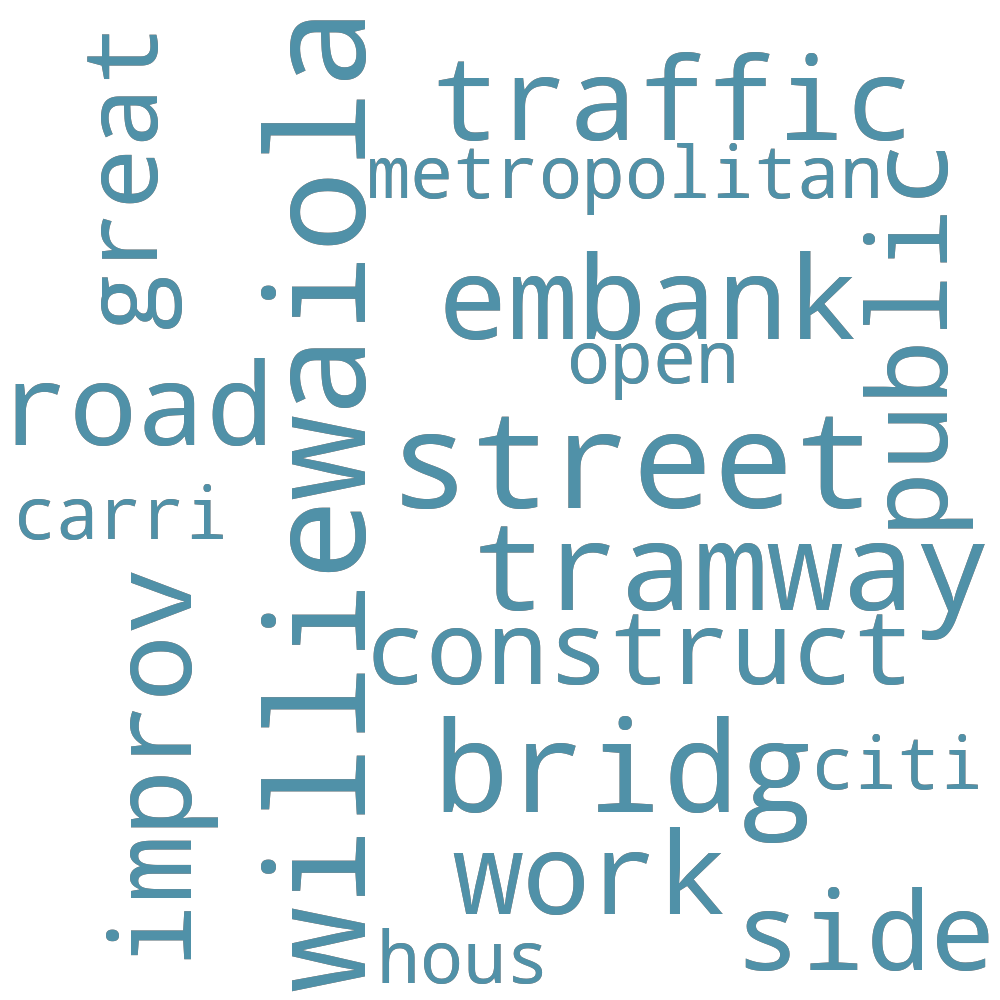 great
williewaiola
traffic
metropolitan
public
embank
open
road
street
carri
tramway
improv
construct
bridg
citi
work
side
hous